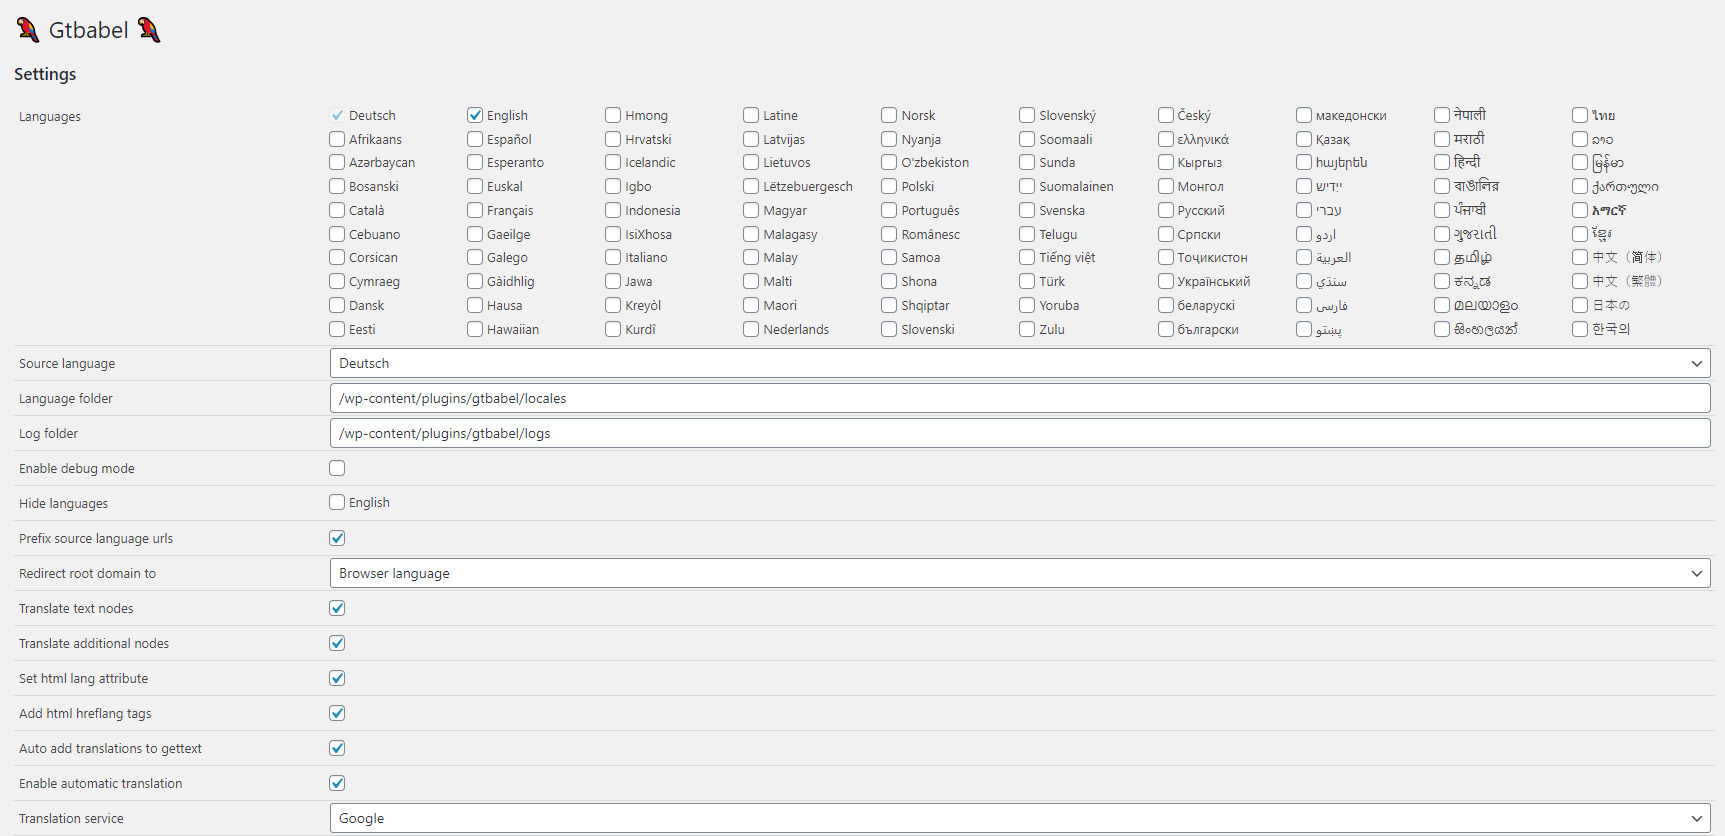 Gtbabel
Settings
Languages
Deutsch English Hmong Latine Norsk Slovenský Český македонски नेपाली ไทย
Afrikaans Español Hrvatski Latvijas Nyanja Soomaali ελληνικά Қазақ मराठी ລາວ
Azərbaycan Esperanto Icelandic Lietuvos O'zbekiston Sunda Кыргыз հայերեն हिन्दी မြန်မာ
Bosanski Euskal Igbo Lëtzebuergesch Polski Suomalainen Монгол ייִדיש বাঙালির ქართული
Català Français Indonesia Magyar Português Svenska Русский עברי ਪੰਜਾਬੀ አማርኛ
Cebuano Gaeilge IsiXhosa Malagasy Românesc Telugu Српски اردو ગુજરાતી ខ្មែរ
Corsican Galego Italiano Malay Samoa Tiếng việt Тоҷикистон العربية தமிழ் 中文（简体）
Cymraeg Gàidhlig Jawa Malti Shona Türk Український سنڌي ಕನ್ನಡ 中文（繁體）
Dansk Hausa Kreyòl Maori Shqiptar Yoruba беларускі فارسی മലയാളം 日本の
Eesti Hawaiian Kurdî Nederlands Slovenski Zulu български پښتو සිංහලයන් 한국의
Source language Deutsch
Language folder /wp-content/plugins/gtbabel/locales
Log folder /wp-content/plugins/gtbabel/logs
Enable debug mode
Hide languages English
Prefix source language urls
Redirect root domain to Browser language
Translate text nodes
Translate additional nodes
Set html lang attribute
Add html hreflang tags
Auto add translations to gettext
Enable automatic translation
Translation service Google